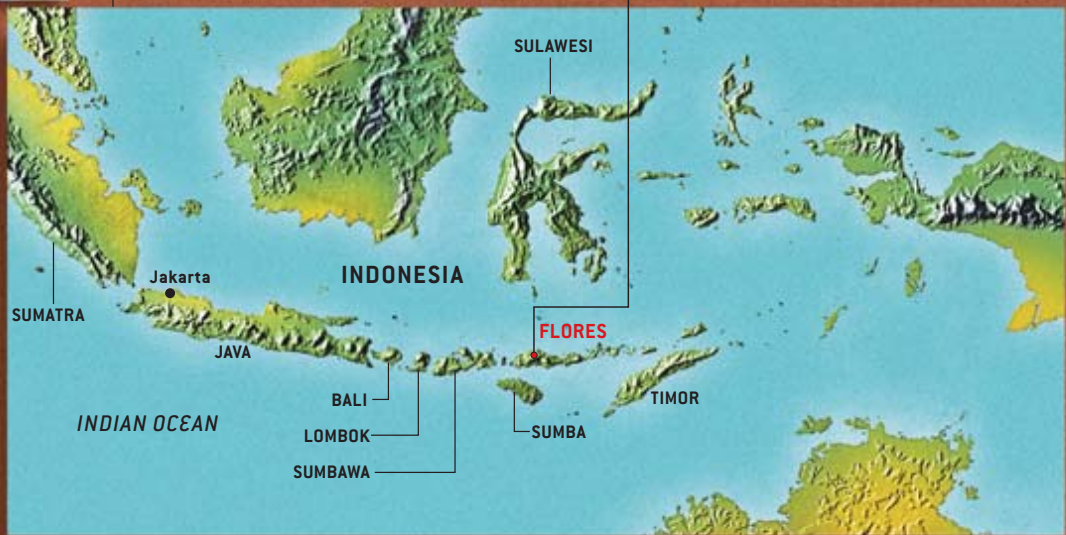 SULAWESI
INDONESIA
Jakarta
SUMATRA
FLORES
JAVA
BALI
TIMOR
INDIAN OCEAN
LOMBOK
SUMBA
SUMBAWA